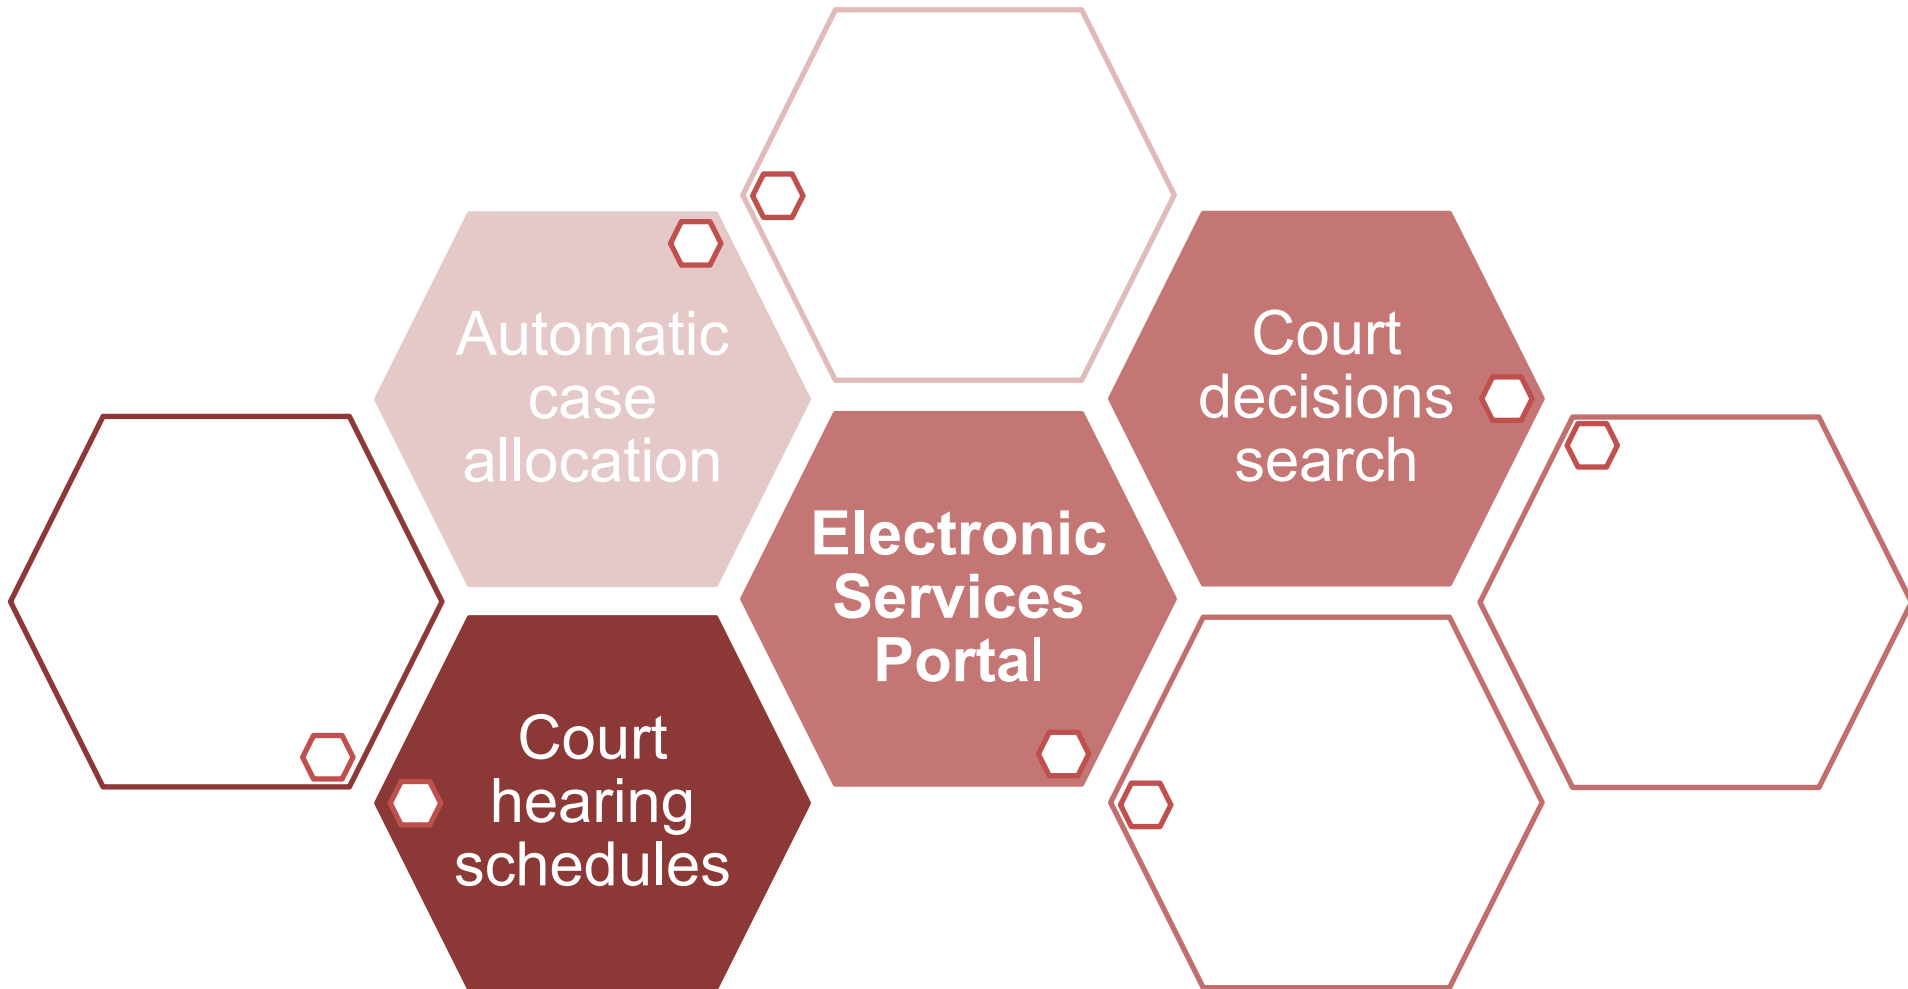 Automatic
case
allocation
Court
decisions
search
Electronic
Services
Portal
Court
hearing
schedules